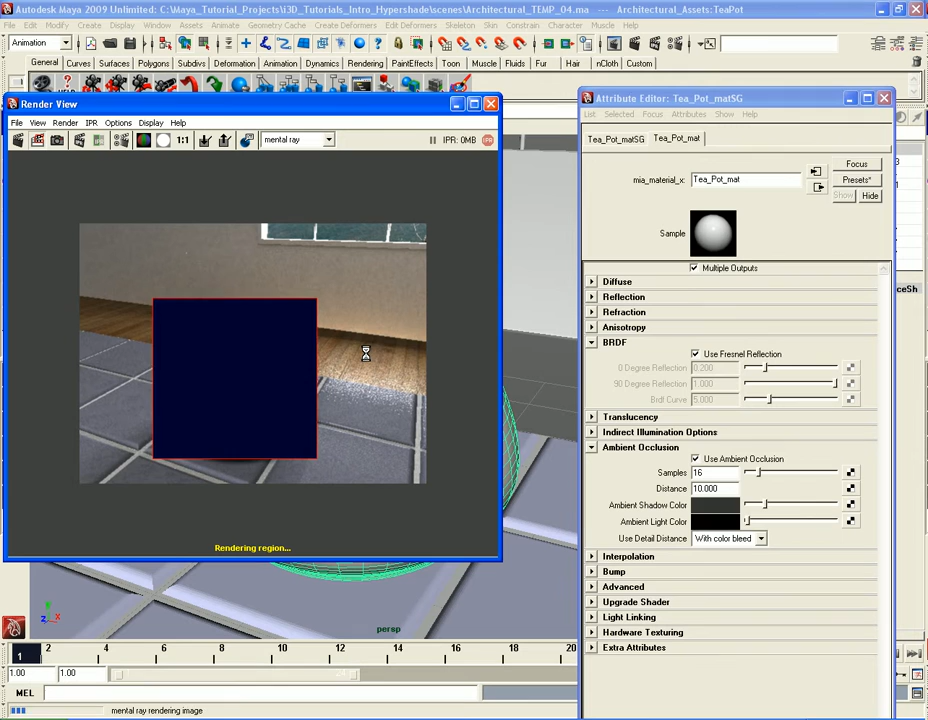 Autodesk Maya 2009 Unlimited: C:\Maya_Tutorial_Projects\i3D_Tutorials_Intro_Hypershade\scenes\Architectural_TEMP_04.ma --- Architectural_Assets:TeaPot
File Edit Modify Create Display Window Assets Animate Geometry Cache Create Deformers Edit Deformers Skeleton Skin Constrain Character Help
Animation
General Curves Surfaces Polygons Subdivs Deformation Animation Dynamics Rendering PaintEffects Toon Muscle Fluids Fur Hair nCloth Custom
Render View
File View Render IPR Options Display Help
1:1 mental ray IPR: 0MB
Rendering region...
Attribute Editor: Tea_Pot_matSG
List Selected Focus Attributes Show Help
Tea_Pot_matSG Tea_Pot_mat
mia_material_x: Tea_Pot_mat
Focus
Presets*
Show Hide
Sample
Multiple Outputs
Diffuse
Reflection
Refraction
Anisotropy
BRDF
Use Fresnel Reflection
0 Degree Reflection 0.200
90 Degree Reflection 1.000
Brdf Curve 5.000
Translucency
Indirect Illumination Options
Ambient Occlusion
Use Ambient Occlusion
Samples 16
Distance 10.000
Ambient Shadow Color
Ambient Light Color
Use Detail Distance With color bleed
Interpolation
Bump
Advanced
Upgrade Shader
Light Linking
Hardware Texturing
Extra Attributes
aceSh
persp
z x
1 2 4 6 8 10 12 14 16 18 20
1.00 1.00
MEL
mental ray rendering image